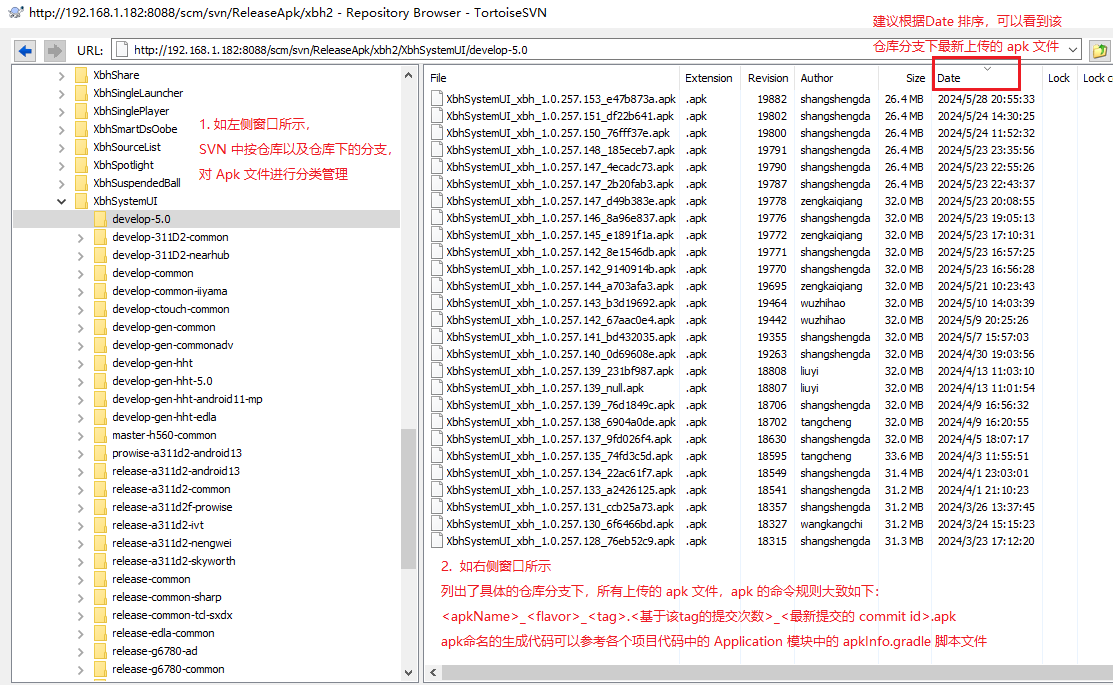 http://192.168.1.182:8088/scm/svn/ReleaseApk/xbh2 - Repository Browser - TortoiseSVN
建议根据Date 排序，可以看到该
仓库分支下最新上传的 apk 文件
URL: http://192.168.1.182:8088/scm/svn/ReleaseApk/xbh2/XbhSystemUI/develop-5.0
XbhShare
XbhSingleLauncher
XbhSinglePlayer
XbhSmartDsOobe
XbhSourceList
XbhSpotlight
XbhSuspendedBall
XbhSystemUI
develop-5.0
develop-311D2-common
develop-311D2-nearhub
develop-common
develop-common-iiyama
develop-ctouch-common
develop-gen-common
develop-gen-commonadv
develop-gen-hht
develop-gen-hht-5.0
develop-gen-hht-android11-mp
develop-gen-hht-edla
master-h560-common
prowise-a311d2-android13
release-a311d2-android13
release-a311d2-common
release-a311d2f-prowise
release-a311d2-ivt
release-a311d2-nengwei
release-a311d2-skyworth
release-common
release-common-sharp
release-common-tcl-sxdx
release-edla-common
release-g6780-ad
release-g6780-common
1. 如左侧窗口所示，
SVN 中按仓库以及仓库下的分支，
对 Apk 文件进行分类管理
File Extension Revision Author Size Date Lock Lock c
XbhSystemUI_xbh_1.0.257.153_e47b873a.apk .apk 19882 shangshengda 26.4 MB 2024/5/28 20:55:33
XbhSystemUI_xbh_1.0.257.151_df22b641.apk .apk 19802 shangshengda 26.4 MB 2024/5/24 14:30:25
XbhSystemUI_xbh_1.0.257.150_76fff37e.apk .apk 19800 shangshengda 26.4 MB 2024/5/24 11:52:32
XbhSystemUI_xbh_1.0.257.148_185eceb7.apk .apk 19791 shangshengda 26.4 MB 2024/5/23 23:35:56
XbhSystemUI_xbh_1.0.257.147_4ecadc73.apk .apk 19790 shangshengda 26.4 MB 2024/5/23 22:55:26
XbhSystemUI_xbh_1.0.257.147_2b20fab3.apk .apk 19787 shangshengda 26.4 MB 2024/5/23 22:43:37
XbhSystemUI_xbh_1.0.257.147_d49b383e.apk .apk 19778 zengkaiqiang 32.0 MB 2024/5/23 20:08:55
XbhSystemUI_xbh_1.0.257.146_8a96e837.apk .apk 19776 shangshengda 32.0 MB 2024/5/23 19:05:13
XbhSystemUI_xbh_1.0.257.145_e1891f1a.apk .apk 19772 zengkaiqiang 32.0 MB 2024/5/23 17:10:31
XbhSystemUI_xbh_1.0.257.142_8e1546db.apk .apk 19771 shangshengda 32.0 MB 2024/5/23 16:57:25
XbhSystemUI_xbh_1.0.257.142_9140914b.apk .apk 19770 shangshengda 32.0 MB 2024/5/23 16:56:28
XbhSystemUI_xbh_1.0.257.144_a703afa3.apk .apk 19695 zengkaiqiang 32.0 MB 2024/5/21 10:23:43
XbhSystemUI_xbh_1.0.257.143_b3d19692.apk .apk 19464 wuzhihao 32.0 MB 2024/5/10 14:03:39
XbhSystemUI_xbh_1.0.257.142_67aac0e4.apk .apk 19442 wuzhihao 32.0 MB 2024/5/9 20:25:26
XbhSystemUI_xbh_1.0.257.141_bd432035.apk .apk 19355 shangshengda 32.0 MB 2024/5/7 15:57:03
XbhSystemUI_xbh_1.0.257.140_0d69608e.apk .apk 19263 shangshengda 32.0 MB 2024/4/30 19:03:56
XbhSystemUI_xbh_1.0.257.139_231bf987.apk .apk 18808 liuyi 32.0 MB 2024/4/13 11:03:10
XbhSystemUI_xbh_1.0.257.139_null.apk .apk 18807 liuyi 32.0 MB 2024/4/13 11:01:54
XbhSystemUI_xbh_1.0.257.139_76d1849c.apk .apk 18706 shangshengda 32.0 MB 2024/4/9 16:56:32
XbhSystemUI_xbh_1.0.257.138_6904a0de.apk .apk 18702 tangcheng 32.0 MB 2024/4/9 16:20:55
XbhSystemUI_xbh_1.0.257.137_9fd026f4.apk .apk 18630 shangshengda 32.0 MB 2024/4/5 18:07:17
XbhSystemUI_xbh_1.0.257.135_74fd3c5d.apk .apk 18595 tangcheng 33.6 MB 2024/4/3 11:55:51
XbhSystemUI_xbh_1.0.257.134_22ac61f7.apk .apk 18549 shangshengda 31.4 MB 2024/4/1 23:03:01
XbhSystemUI_xbh_1.0.257.133_a2426125.apk .apk 18541 shangshengda 31.2 MB 2024/4/1 21:10:23
XbhSystemUI_xbh_1.0.257.131_ccb25a73.apk .apk 18357 shangshengda 31.2 MB 2024/3/26 13:37:45
XbhSystemUI_xbh_1.0.257.130_6f6466bd.apk .apk 18327 wangkangchi 31.2 MB 2024/3/24 15:15:23
XbhSystemUI_xbh_1.0.257.128_76eb52c9.apk .apk 18315 shangshengda 31.3 MB 2024/3/23 17:12:20
2. 如右侧窗口所示
列出了具体的仓库分支下，所有上传的 apk 文件，apk 的命令规则大致如下：
<apkName>_<flavor>_<tag>.<基于该tag的提交次数>_<最新提交的 commit id>.apk
apk命名的生成代码可以参考各个项目代码中的 Application 模块中的 apkInfo.gradle 脚本文件